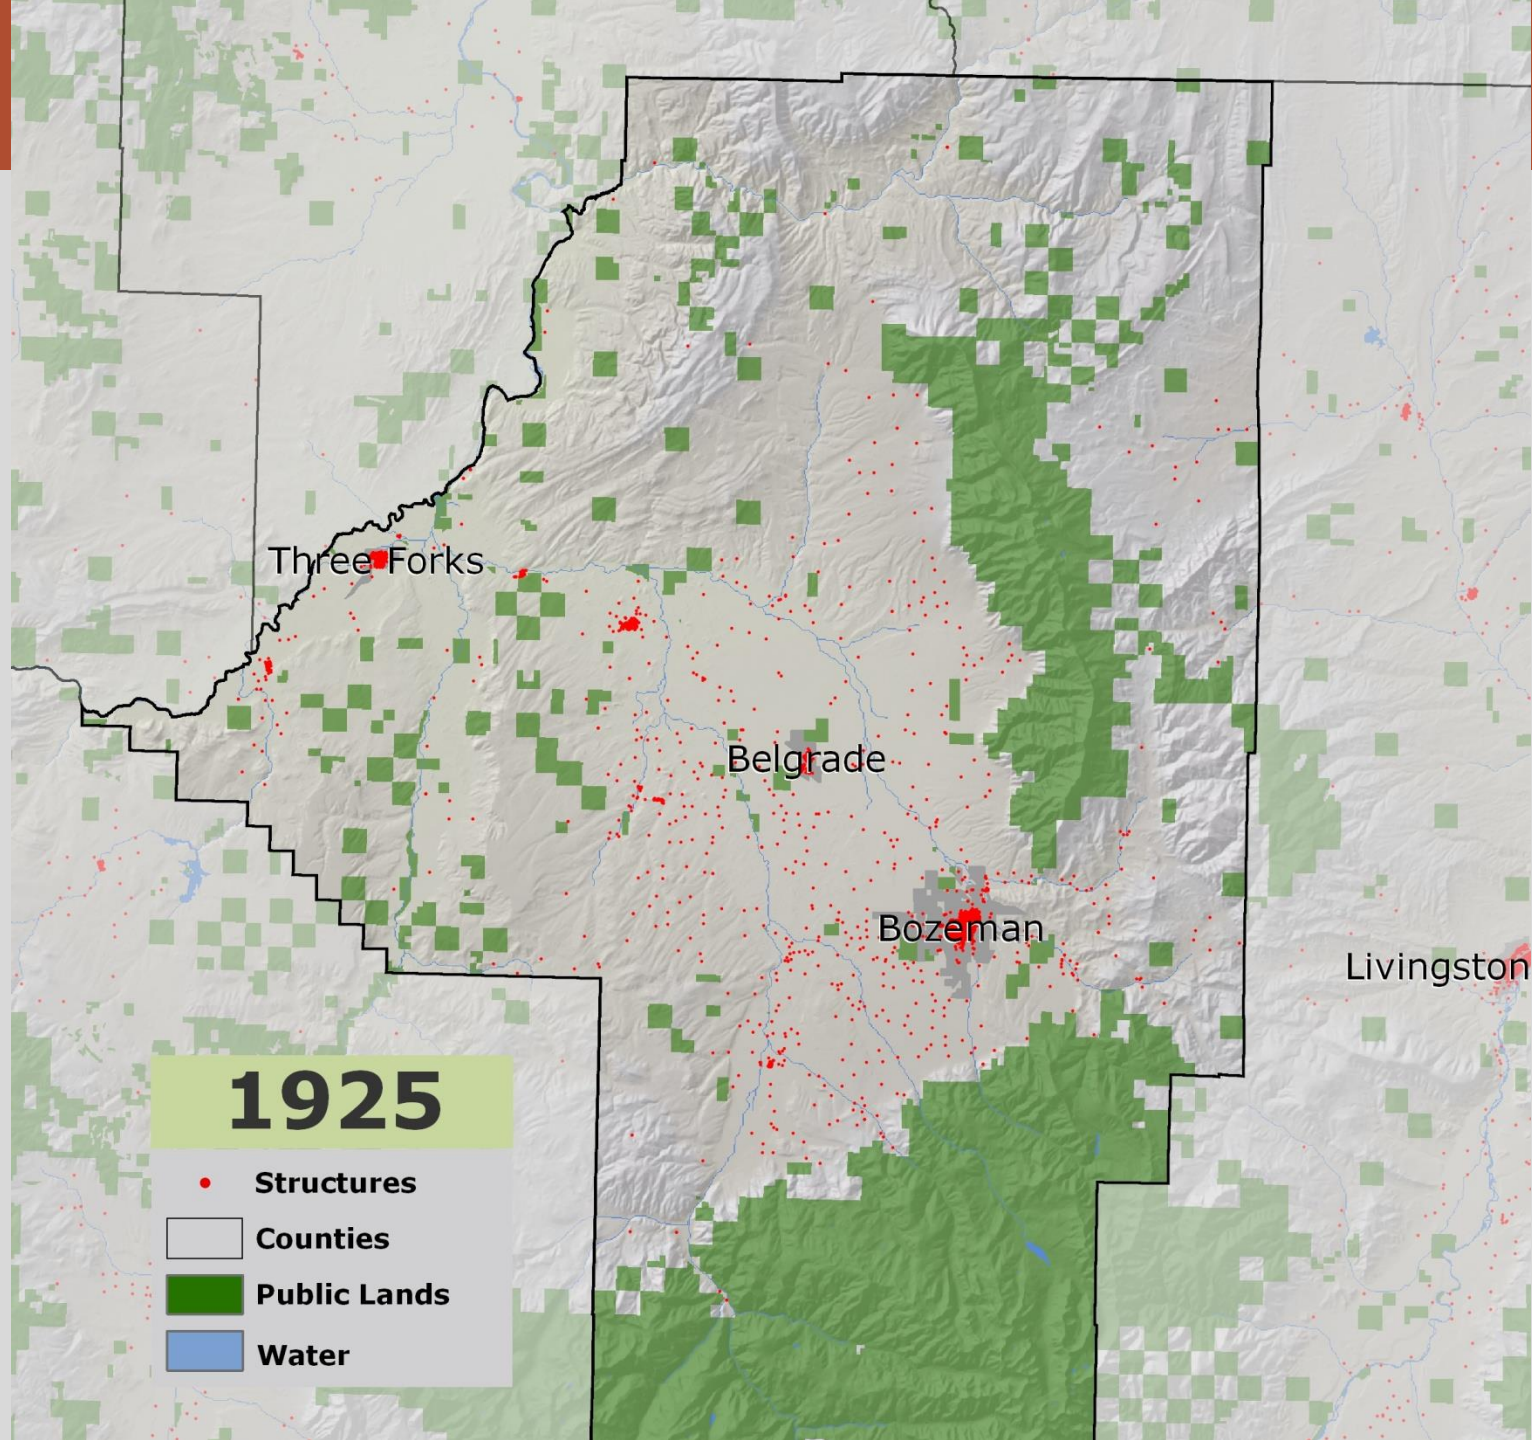 Three Forks
Belgrade
Bozeman
Livingston
1925
Structures
Counties
Public Lands
Water